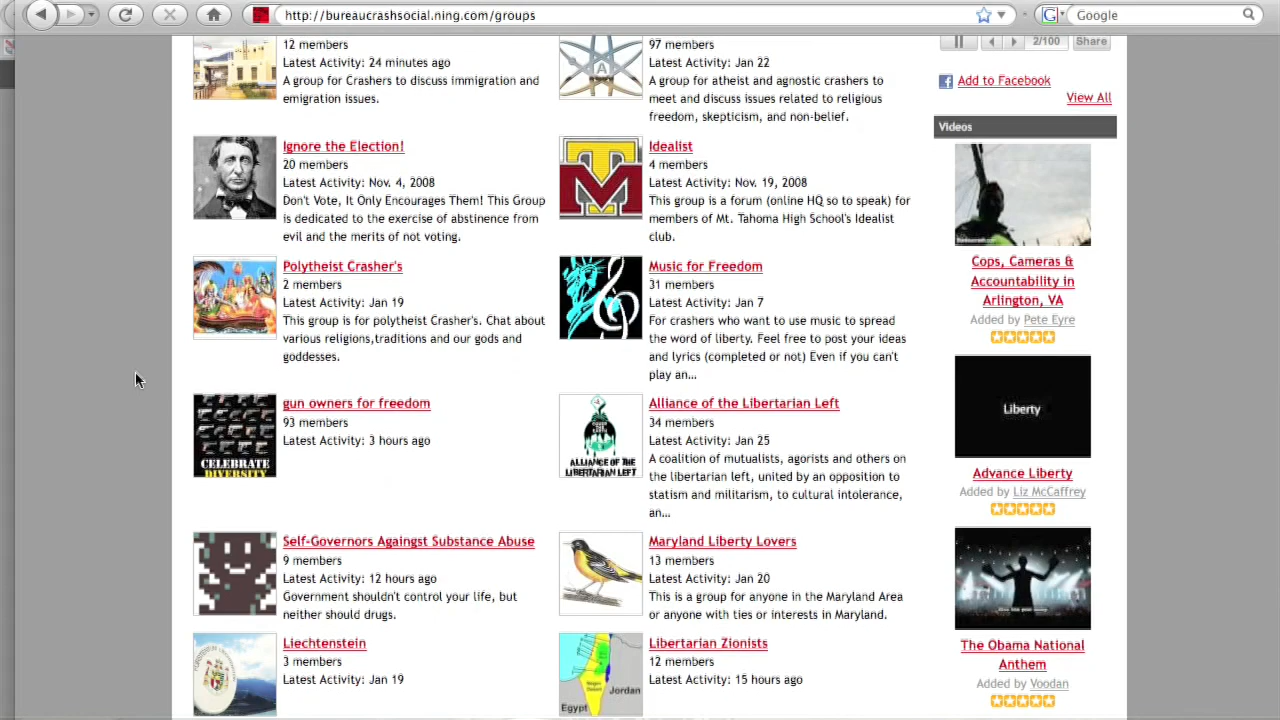 http://bureaucrashsocial.ning.com/groups
Google
12 members
Latest Activity: 24 minutes ago
A group for Crashers to discuss immigration and
emigration issues.
97 members
Latest Activity: Jan 22
A group for atheist and agnostic crashers to
meet and discuss issues related to religious
freedom, skepticism, and non-belief.
Ignore the Election!
20 members
Latest Activity: Nov. 4, 2008
Don't Vote, It Only Encourages Them! This Group
is dedicated to the exercise of abstinence from
evil and the merits of not voting.
Idealist
4 members
Latest Activity: Nov. 19, 2008
This group is a forum (online HQ so to speak) for
members of Mt. Tahoma High School's Idealist
club.
Polytheist Crasher's
2 members
Latest Activity: Jan 19
This group is for polytheist Crasher's. Chat about
various religions,traditions and our gods and
goddesses.
Music for Freedom
31 members
Latest Activity: Jan 7
For crashers who want to use music to spread
the word of liberty. Feel free to post your ideas
and lyrics (completed or not) Even if you can't
play an...
CELEBRATE
DIVERSITY
gun owners for freedom
93 members
Latest Activity: 3 hours ago
ALLIANCE OF THE
LIBERTARIAN LEFT
Alliance of the Libertarian Left
34 members
Latest Activity: Jan 25
A coalition of mutualists, agorists and others on
the libertarian left, united by an opposition to
statism and militarism, to cultural intolerance,
an...
Self-Governors Againgst Substance Abuse
9 members
Latest Activity: 12 hours ago
Government shouldn't control your life, but
neither should drugs.
Maryland Liberty Lovers
13 members
Latest Activity: Jan 20
This is a group for anyone in the Maryland Area
or anyone with ties or interests in Maryland.
Liechtenstein
3 members
Latest Activity: Jan 19
Jordan
Egypt
Libertarian Zionists
12 members
Latest Activity: 15 hours ago
2/100
Share
Add to Facebook
View All
Videos
Cops, Cameras &
Accountability in
Arlington, VA
Added by Pete Eyre
Liberty
Advance Liberty
Added by Liz McCaffrey
The Obama National
Anthem
Added by Voodan